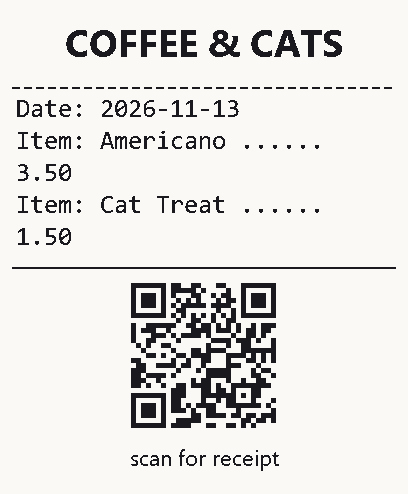 COFFEE & CATS
Date: 2026-11-13
Item: Americano ......
3.50
Item: Cat Treat ......
1.50
scan for receipt